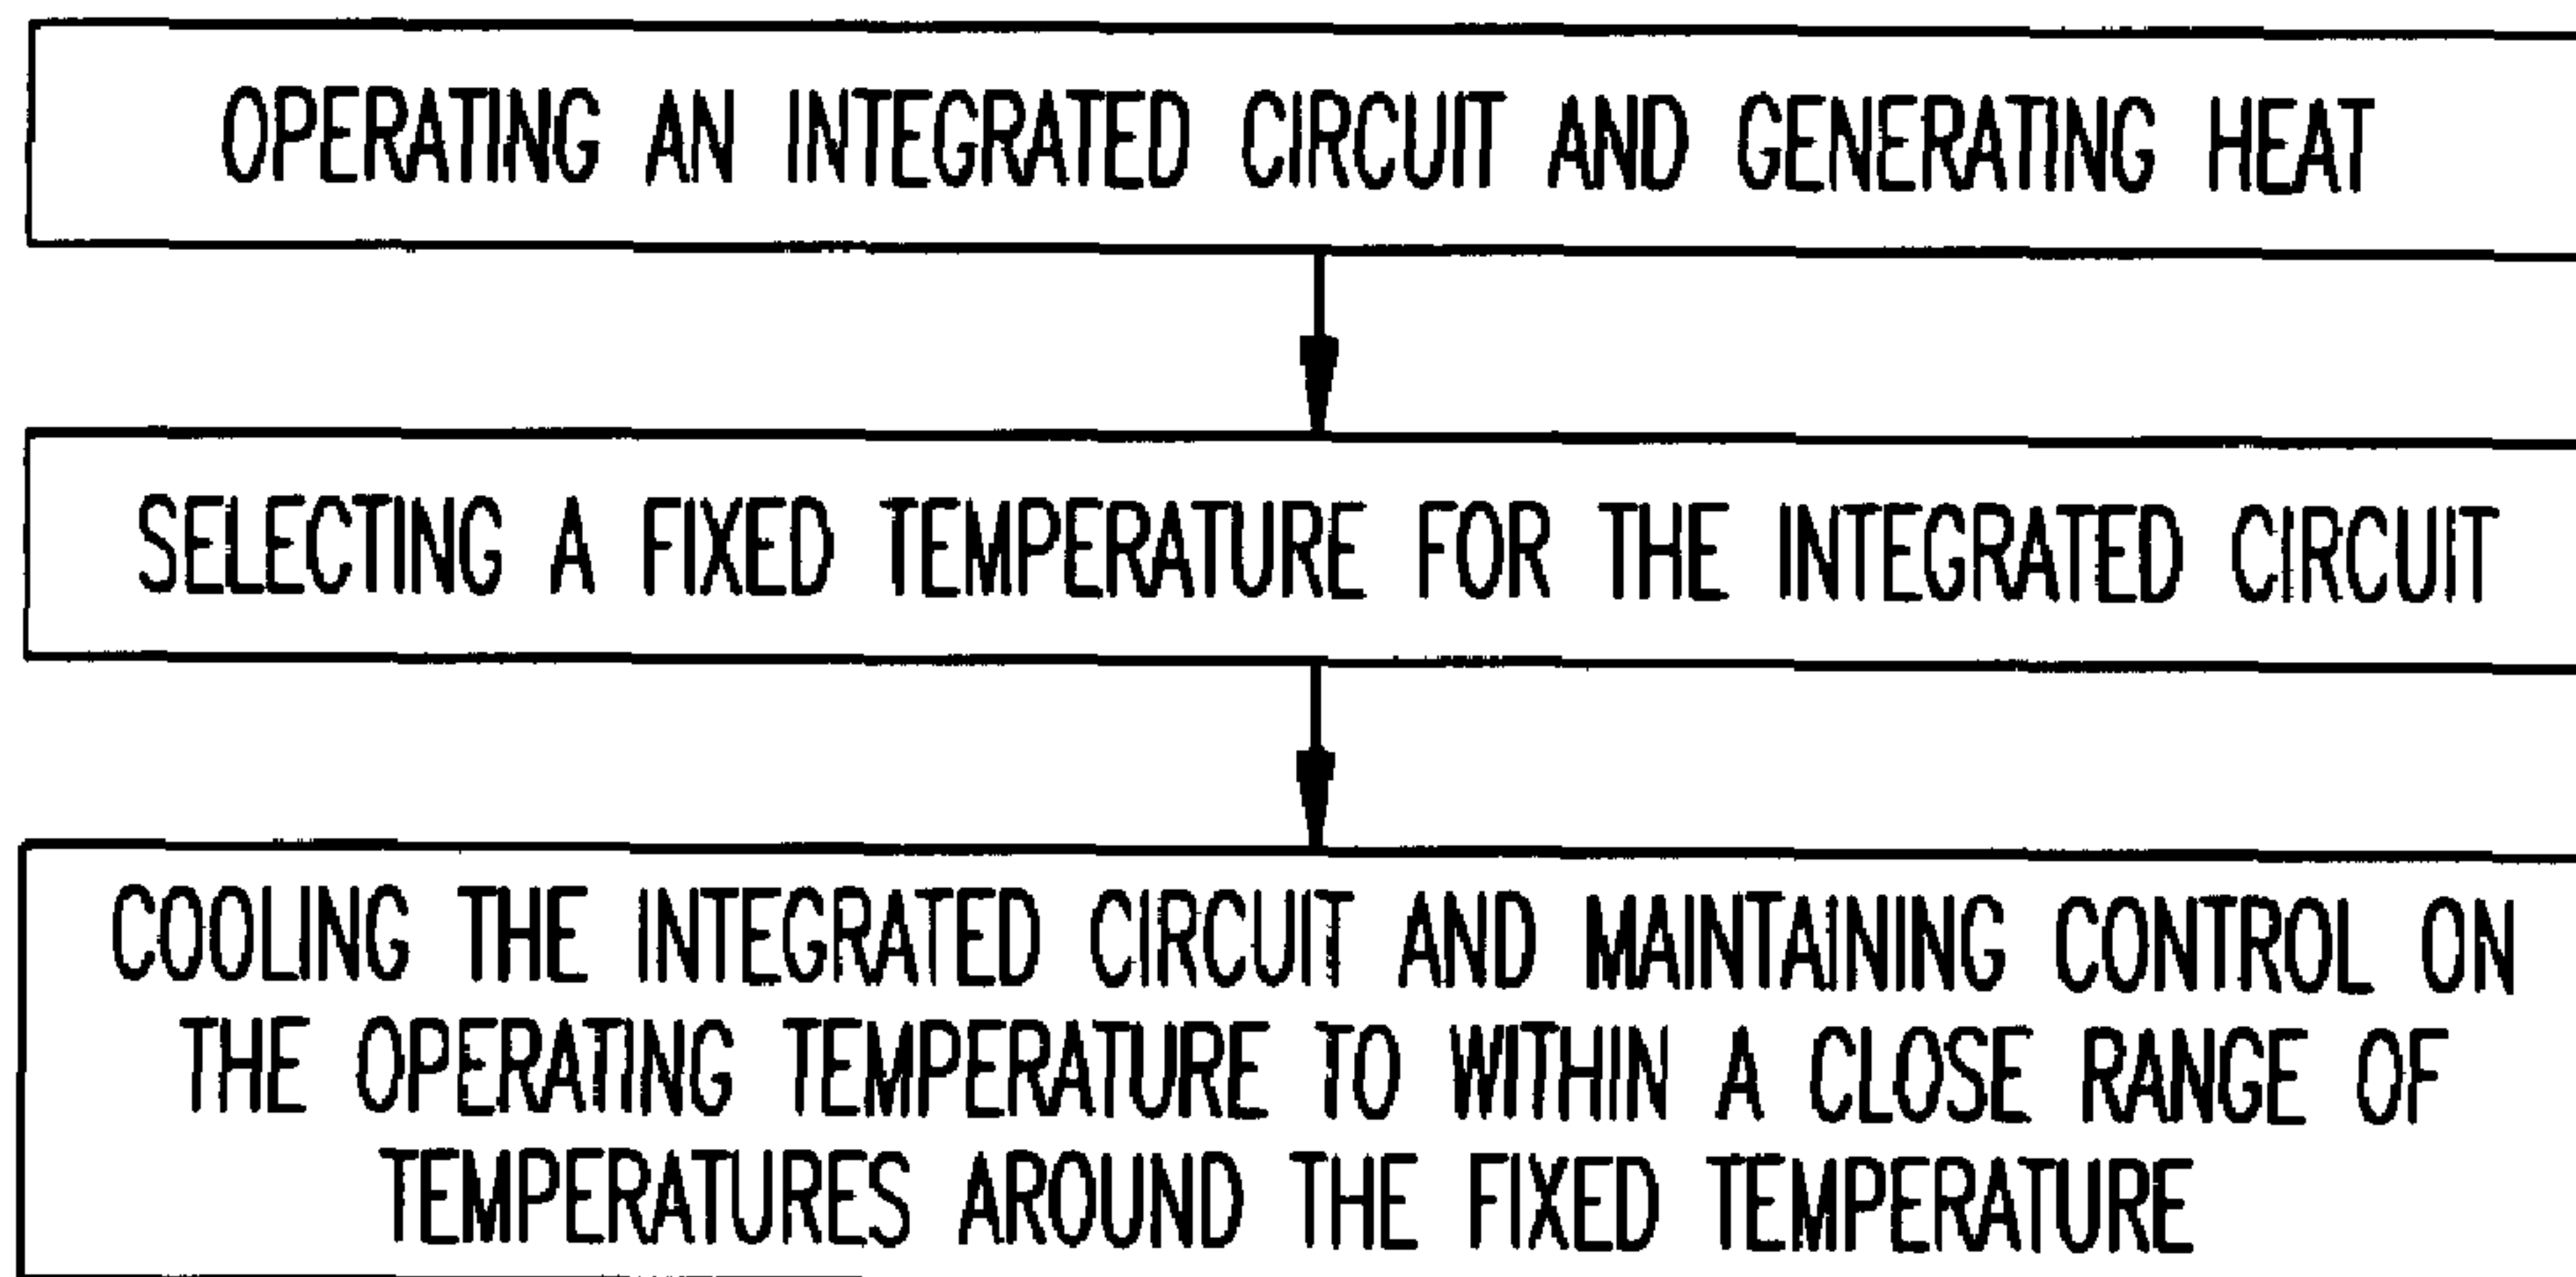 OPERATING AN INTEGRATED CIRCUIT AND GENERATING HEAT
SELECTING A FIXED TEMPERATURE FOR THE INTEGRATED CIRCUIT
COOLING THE INTEGRATED CIRCUIT AND MAINTAINING CONTROL ON
THE OPERATING TEMPERATURE TO WITHIN A CLOSE RANGE OF
TEMPERATURES AROUND THE FIXED TEMPERATURE